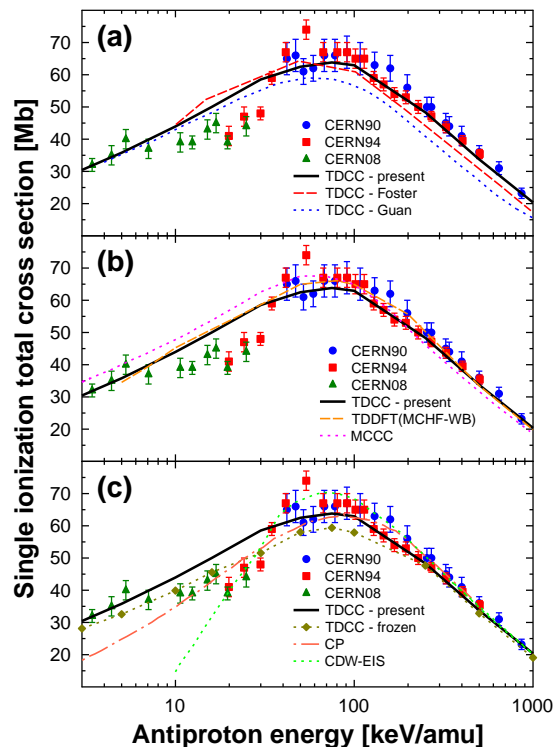 Single ionization total cross section [Mb]
(a)
70
60
50
40
30
20
CERN90
CERN94
CERN08
TDCC - present
TDCC - Foster
TDCC - Guan
(b)
70
60
50
40
30
20
CERN90
CERN94
CERN08
TDCC - present
TDDFT(MCHF-WB)
MCCC
(c)
70
60
50
40
30
20
CERN90
CERN94
CERN08
TDCC - present
TDCC - frozen
CP
CDW-EIS
10 100 1000
Antiproton energy [keV/amu]